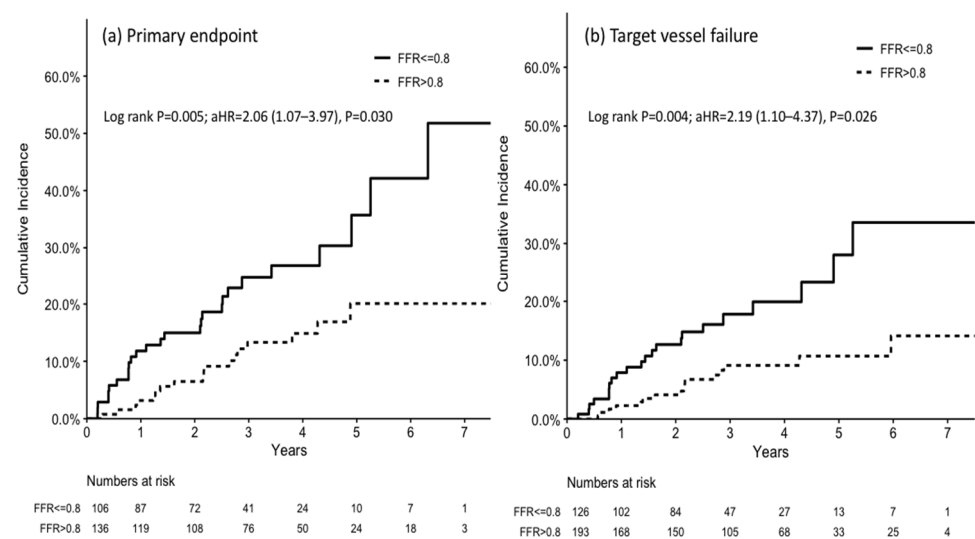 (a) Primary endpoint
FFR<=0.8
FFR>0.8
Log rank P=0.005; aHR=2.06 (1.07–3.97), P=0.030
60.0%
50.0%
40.0%
30.0%
20.0%
10.0%
0.0%
Cumulative Incidence
0 1 2 3 4 5 6 7
Years
Numbers at risk
FFR<=0.8 106 87 72 41 24 10 7 1
FFR>0.8 136 119 108 76 50 24 18 3
(b) Target vessel failure
FFR<=0.8
FFR>0.8
Log rank P=0.004; aHR=2.19 (1.10–4.37), P=0.026
60.0%
50.0%
40.0%
30.0%
20.0%
10.0%
0.0%
Cumulative Incidence
0 1 2 3 4 5 6 7
Years
Numbers at risk
FFR<=0.8 126 102 84 47 27 13 7 1
FFR>0.8 193 168 150 105 68 33 25 4